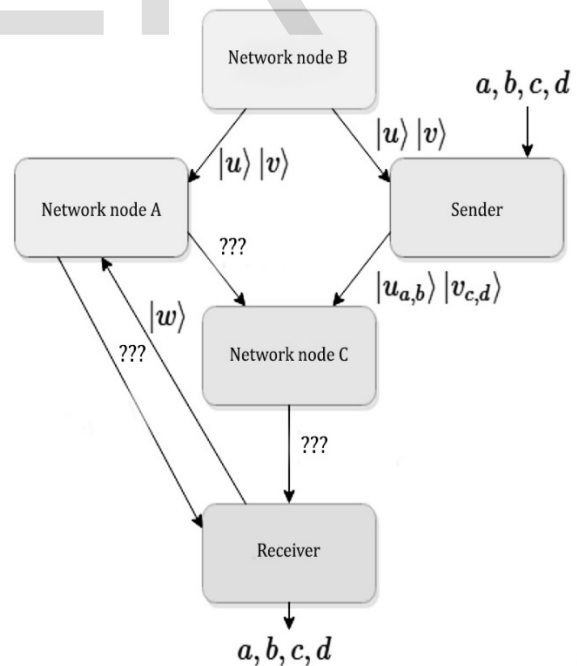 Network node B
a, b, c, d
|u⟩ |v⟩
|u⟩ |v⟩
Network node A
Sender
???
|u_{a,b}⟩ |v_{c,d}⟩
|w⟩
???
Network node C
???
Receiver
a, b, c, d